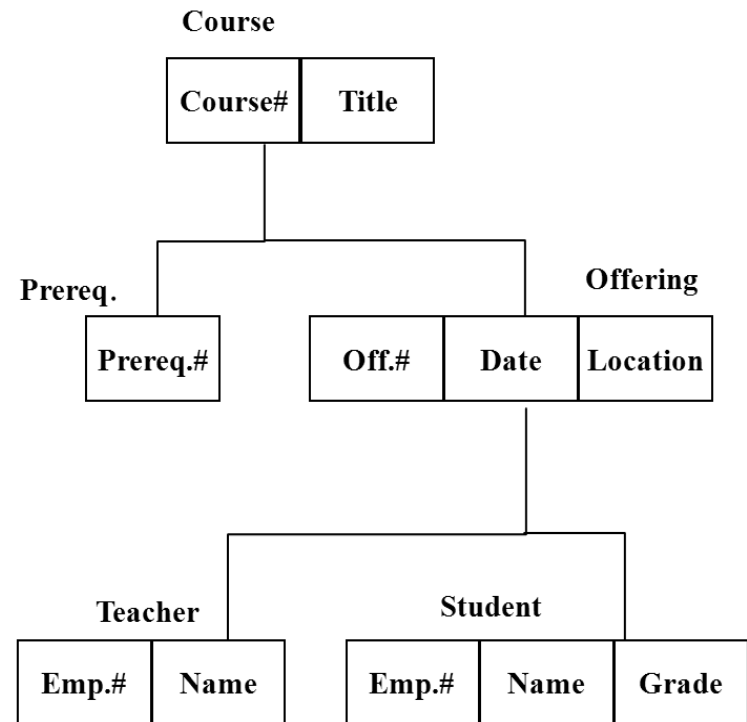 Course
Course# Title
Prereq.
Offering
Prereq.# Off.# Date Location
Teacher
Student
Emp.# Name Emp.# Name Grade